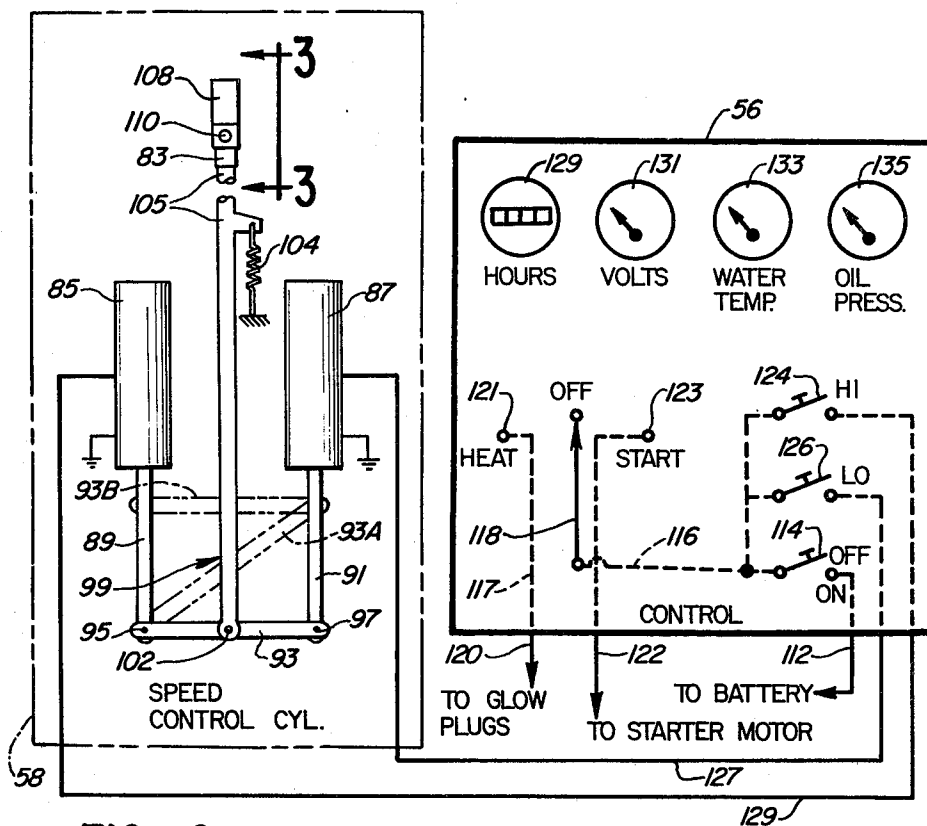 3
108
110
83
105
3
104
85
87
93B
89
93A
99
91
95
102
93
97
SPEED
CONTROL CYL.
58
56
129
131
133
135
HOURS
VOLTS
WATER
TEMP.
OIL
PRESS.
OFF
121
123
124
HI
HEAT
START
126
LO
118
116
114
OFF
ON
117
CONTROL
120
122
112
TO GLOW
PLUGS
TO BATTERY
TO STARTER MOTOR
127
129